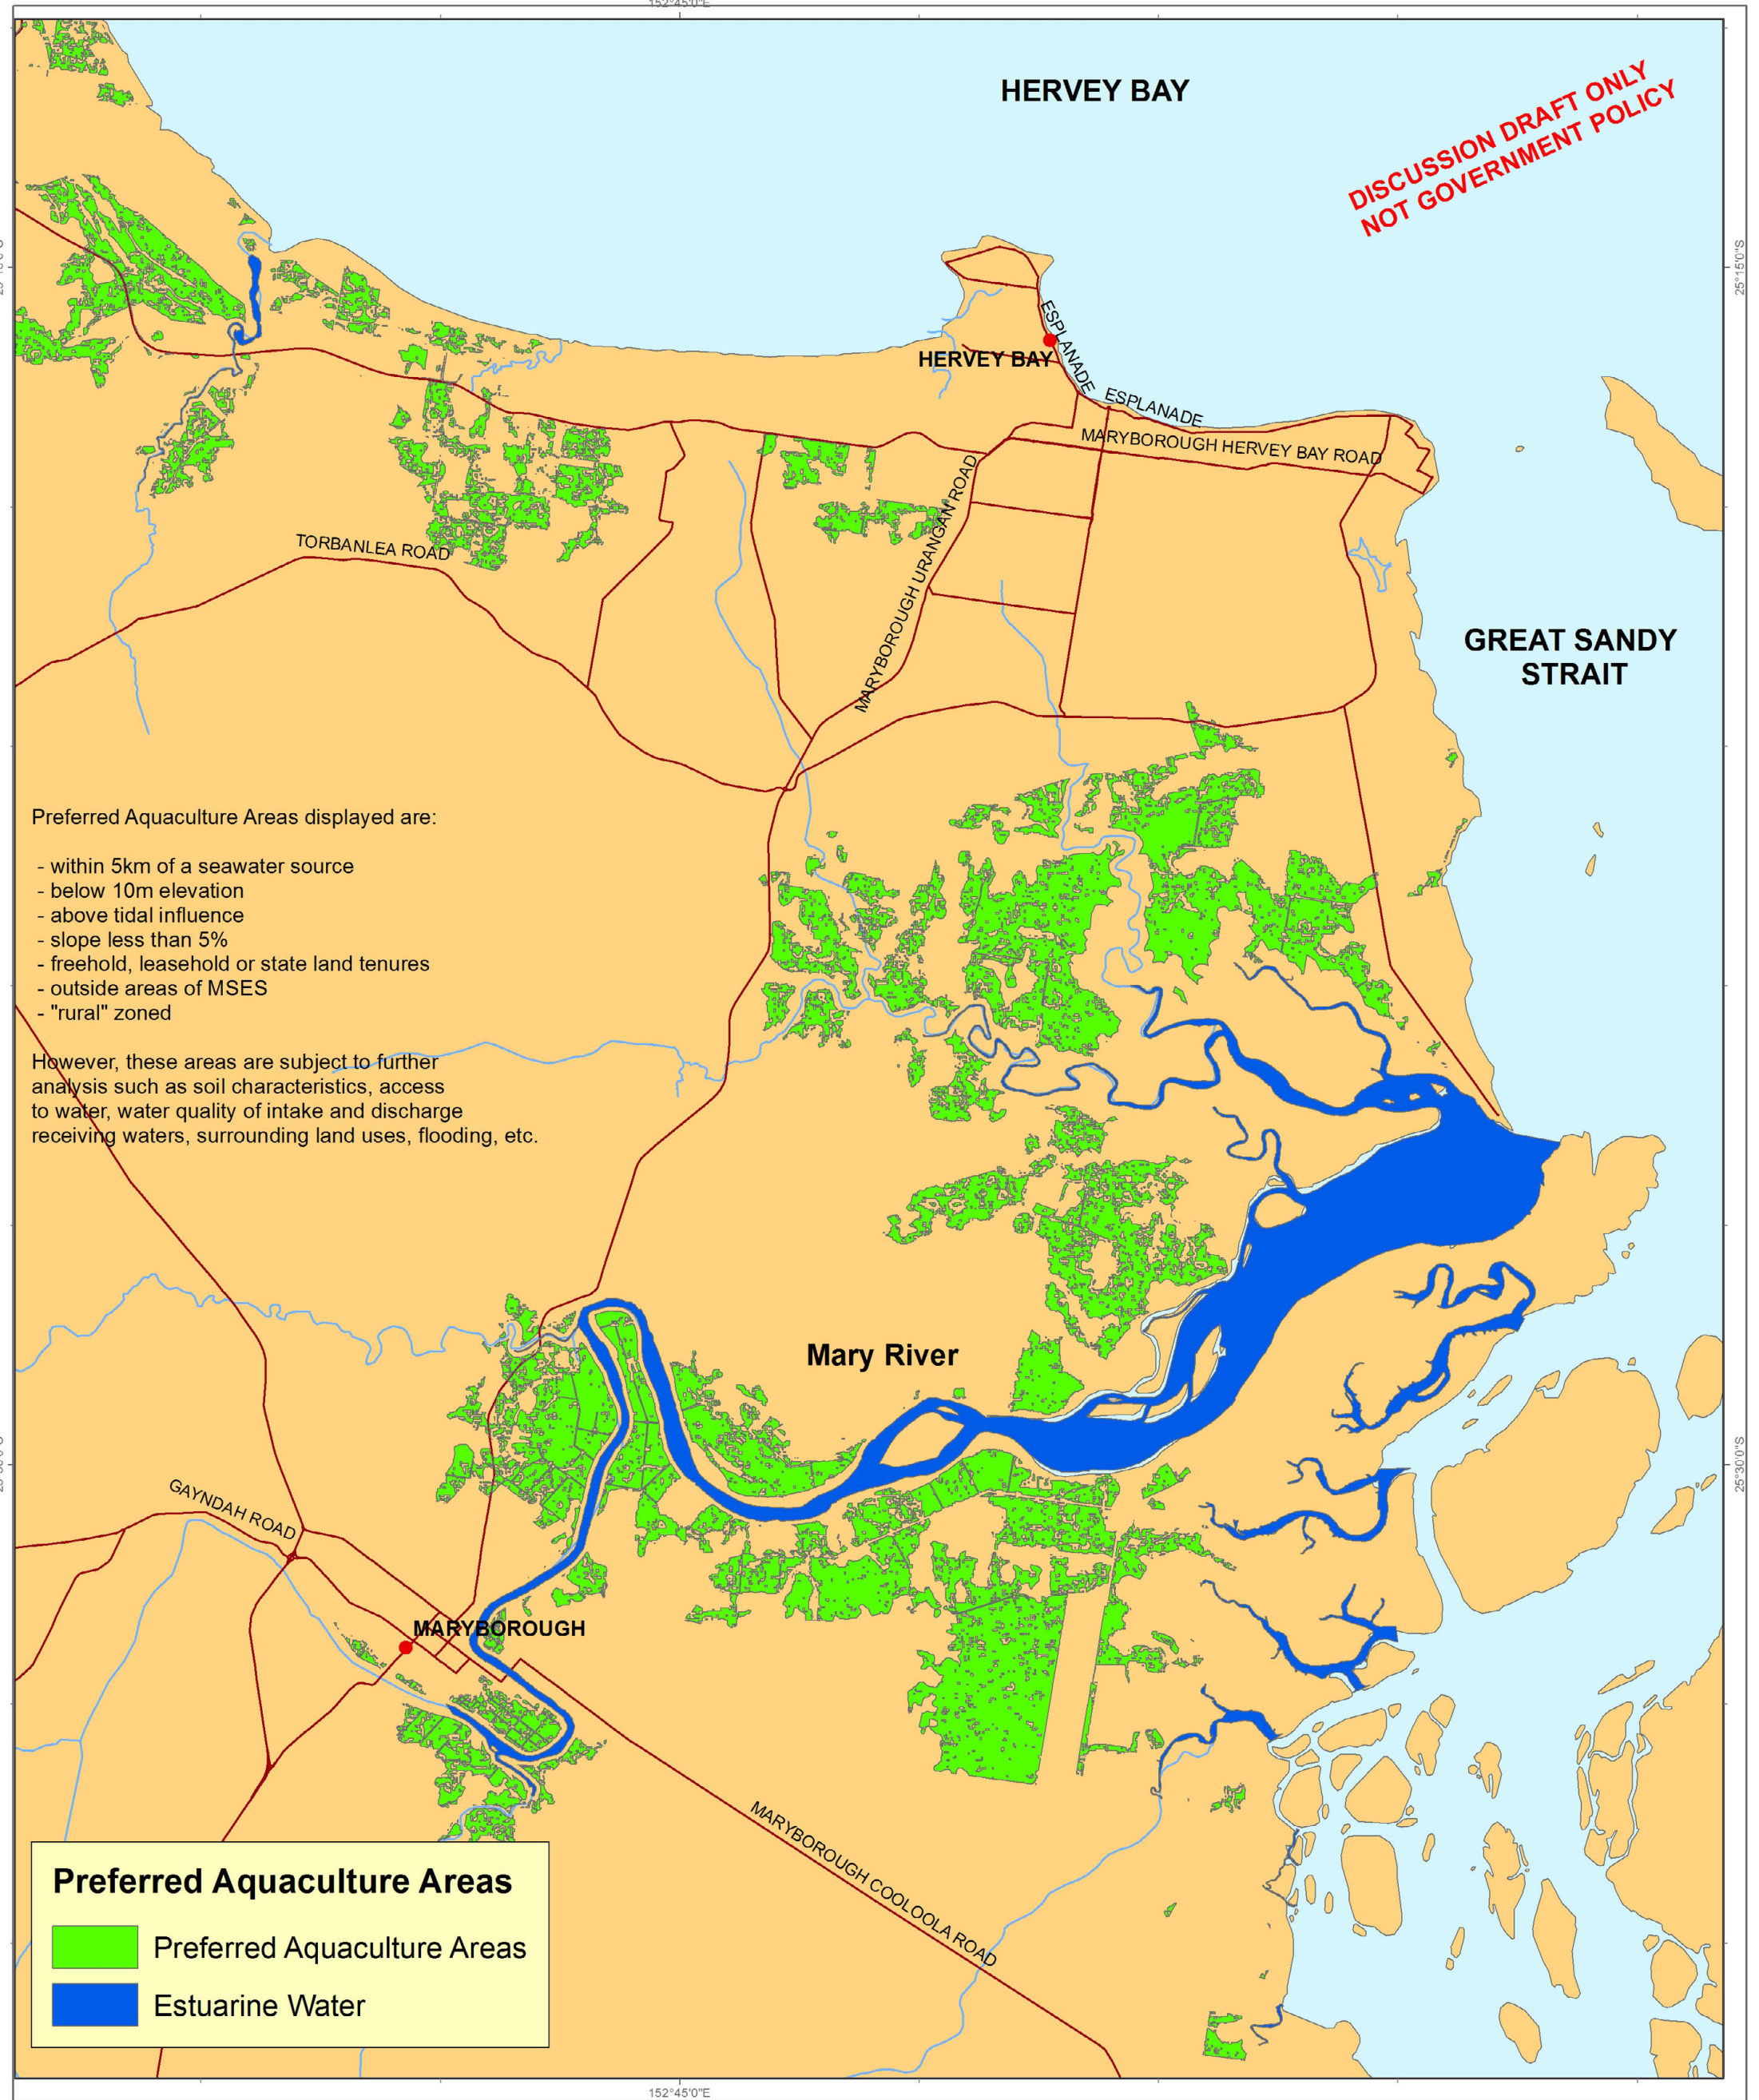 152°45'0"E
HERVEY BAY
DISCUSSION DRAFT ONLY
NOT GOVERNMENT POLICY
25°15'0"S
ESPLANADE
HERVEY BAY
ESPLANADE
MARYBOROUGH HERVEY BAY ROAD
MARYBOROUGH URANGAN ROAD
TORBANLEA ROAD
GREAT SANDY
STRAIT
Preferred Aquaculture Areas displayed are:
- within 5km of a seawater source
- below 10m elevation
- above tidal influence
- slope less than 5%
- freehold, leasehold or state land tenures
- outside areas of MSES
- "rural" zoned
However, these areas are subject to further
analysis such as soil characteristics, access
to water, water quality of intake and discharge
receiving waters, surrounding land uses, flooding, etc.
Mary River
25°30'0"S
GAYNDAH ROAD
MARYBOROUGH
MARYBOROUGH COOLOOLA ROAD
Preferred Aquaculture Areas
Preferred Aquaculture Areas
Estuarine Water
152°45'0"E